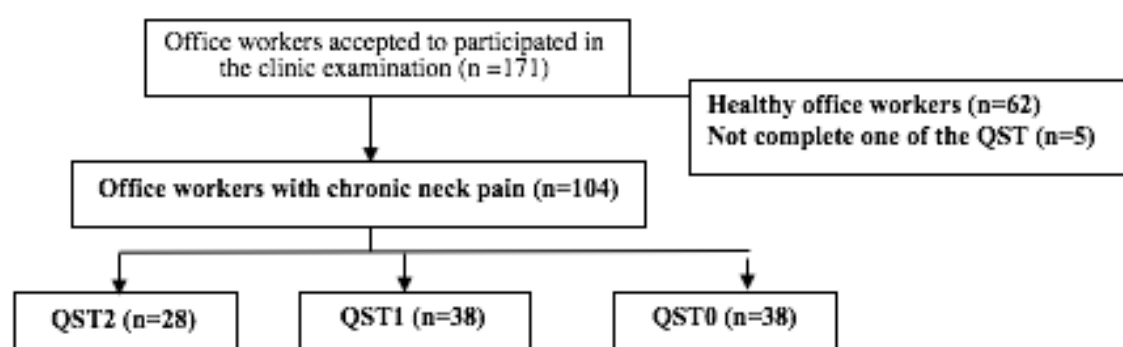 Office workers accepted to participated in
the clinic examination (n =171)
Healthy office workers (n=62)
Not complete one of the QST (n=5)
Office workers with chronic neck pain (n=104)
QST2 (n=28)
QST1 (n=38)
QST0 (n=38)